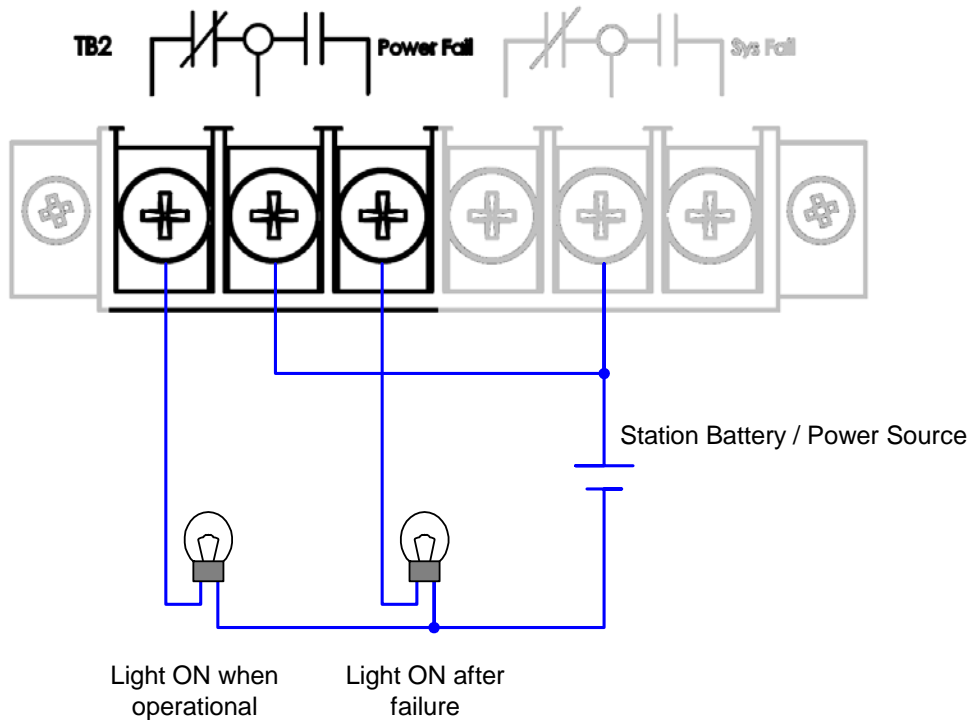 TB2
Power Fail
Sys Fail
Station Battery / Power Source
Light ON when
operational
Light ON after
failure